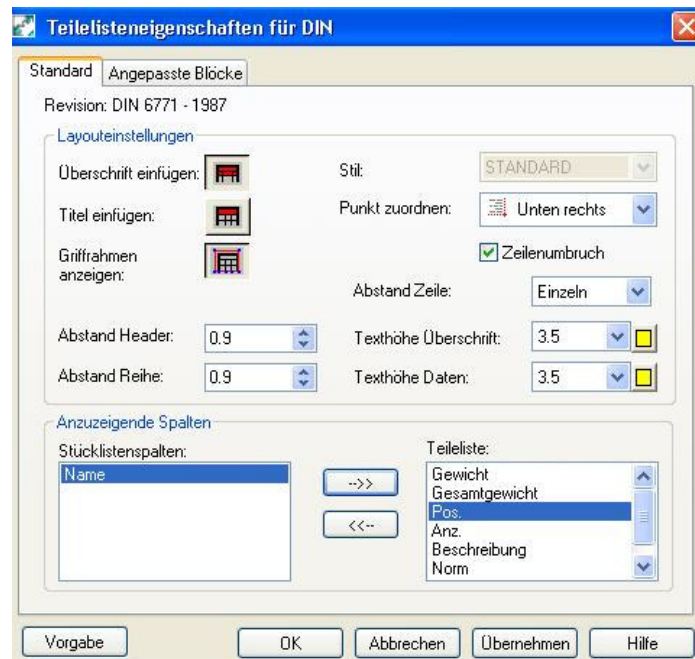 Teilelisteneigenschaften für DIN
Standard
Angepasste Blöcke
Revision: DIN 6771 - 1987
Layouteinstellungen
Überschrift einfügen:
Stil:
STANDARD
Titel einfügen:
Punkt zuordnen:
Unten rechts
Griffrahmen
anzeigen:
Zeilenumbruch
Abstand Zeile:
Einzeln
Abstand Header:
0.9
Texthöhe Überschrift:
3.5
Abstand Reihe:
0.9
Texthöhe Daten:
3.5
Anzuzeigende Spalten
Stücklistenspalten:
Name
-->>
<<--
Teileliste:
Gewicht
Gesamtgewicht
Pos.
Anz.
Beschreibung
Norm
Vorgabe
OK
Abbrechen
Übernehmen
Hilfe